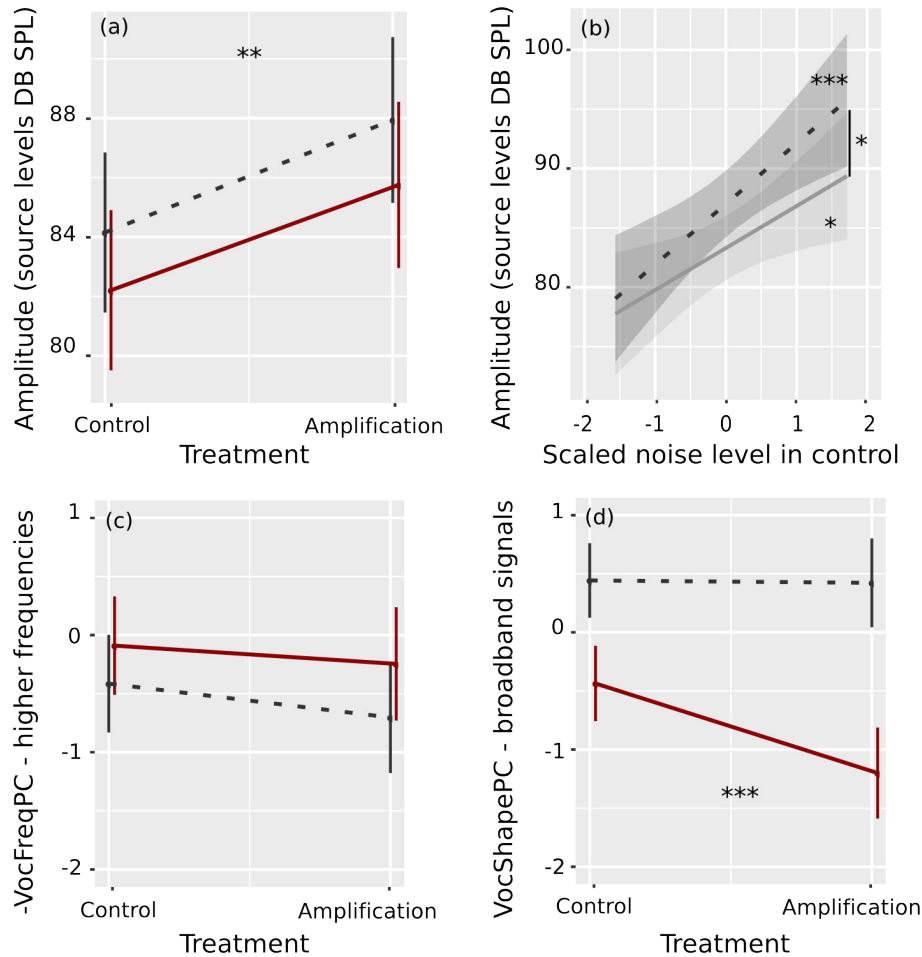 (a)
**
Amplitude (source levels DB SPL)
88
84
80
Control
Amplification
Treatment
(b)
***
*
*
Amplitude (source levels DB SPL)
100
90
80
-2
-1
0
1
2
Scaled noise level in control
(c)
-VocFreqPC - higher frequencies
1
0
-1
-2
Control
Amplification
Treatment
(d)
***
VocShapePC - broadband signals
1
0
-1
-2
Control
Amplification
Treatment